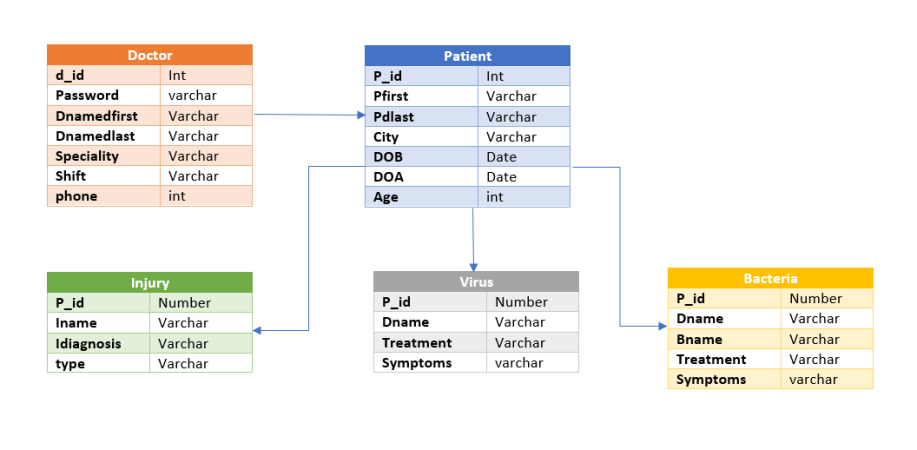 Doctor
d_id Int
Password varchar
Dnamedfirst Varchar
Dnamedlast Varchar
Speciality Varchar
Shift Varchar
phone int
Patient
P_id Int
Pfirst Varchar
Pdlast Varchar
City Varchar
DOB Date
DOA Date
Age int
Injury
P_id Number
Iname Varchar
Idiagnosis Varchar
type Varchar
Virus
P_id Number
Dname Varchar
Treatment Varchar
Symptoms varchar
Bacteria
P_id Number
Dname Varchar
Bname Varchar
Treatment Varchar
Symptoms varchar